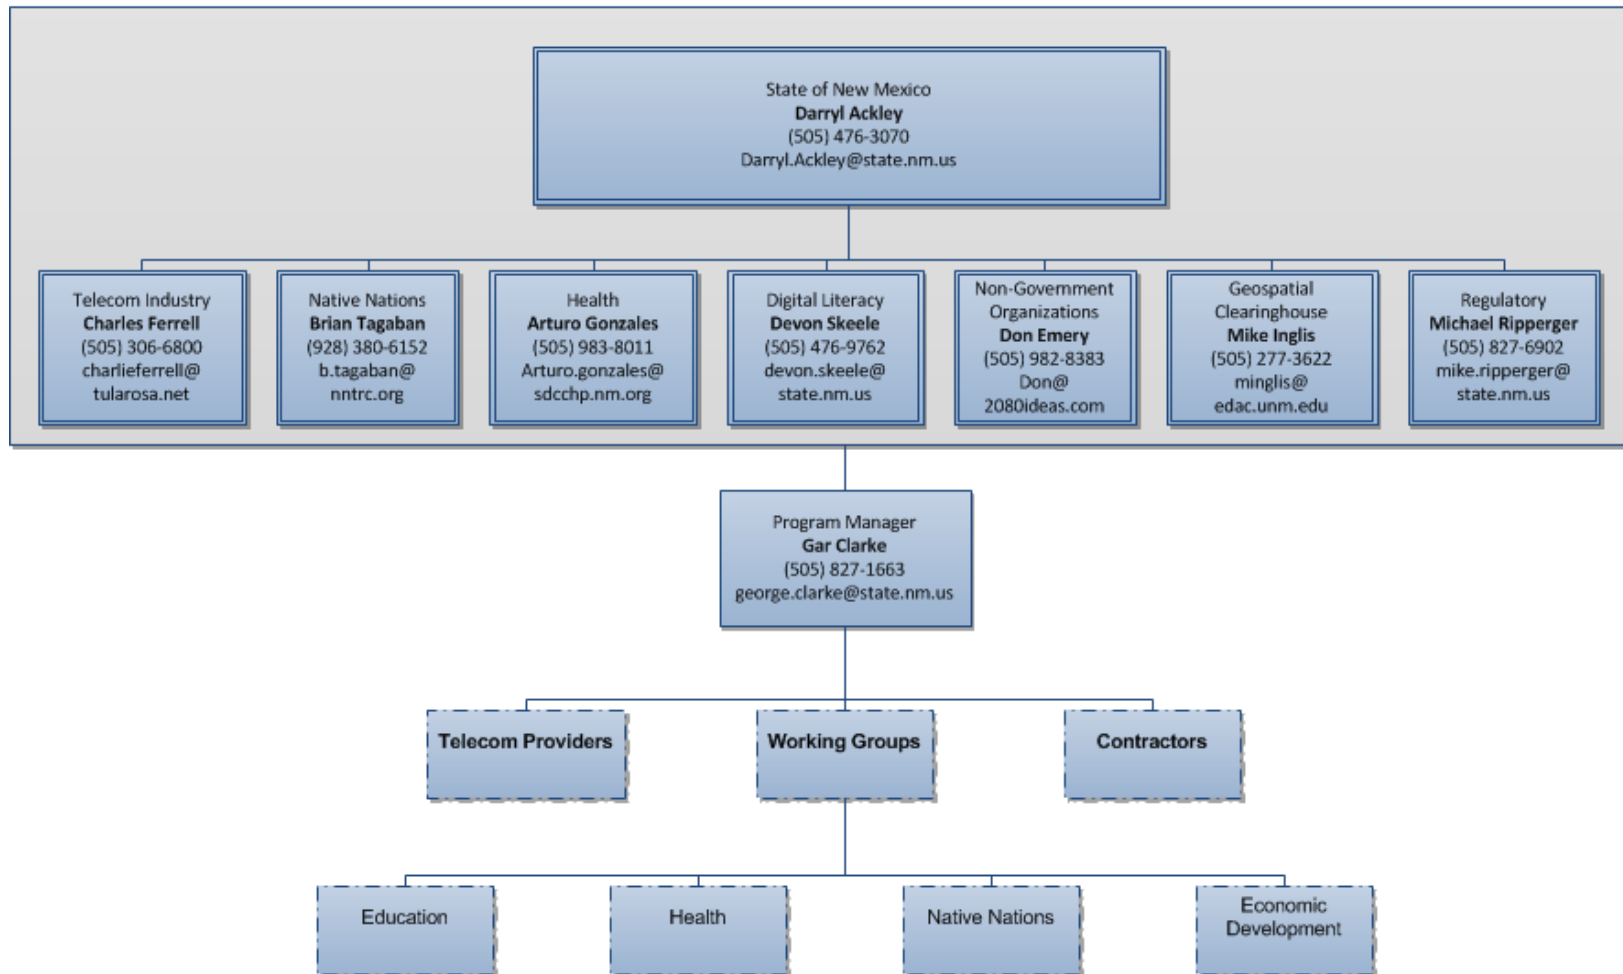 State of New Mexico
Darryl Ackley
(505) 476-3070
Darryl.Ackley@state.nm.us
Telecom Industry
Charles Ferrell
(505) 306-6800
charlieferrell@
tularosa.net
Native Nations
Brian Tagaban
(928) 380-6152
b.tagaban@
nntrc.org
Health
Arturo Gonzales
(505) 983-8011
Arturo.gonzales@
sdcchp.nm.org
Digital Literacy
Devon Skeele
(505) 476-9762
devon.skeele@
state.nm.us
Non-Government
Organizations
Don Emery
(505) 982-8383
Don@
2080ideas.com
Geospatial
Clearinghouse
Mike Inglis
(505) 277-3622
minglis@
edac.unm.edu
Regulatory
Michael Ripperger
(505) 827-6902
mike.ripperger@
state.nm.us
Program Manager
Gar Clarke
(505) 827-1663
george.clarke@state.nm.us
Telecom Providers
Working Groups
Contractors
Education
Health
Native Nations
Economic
Development